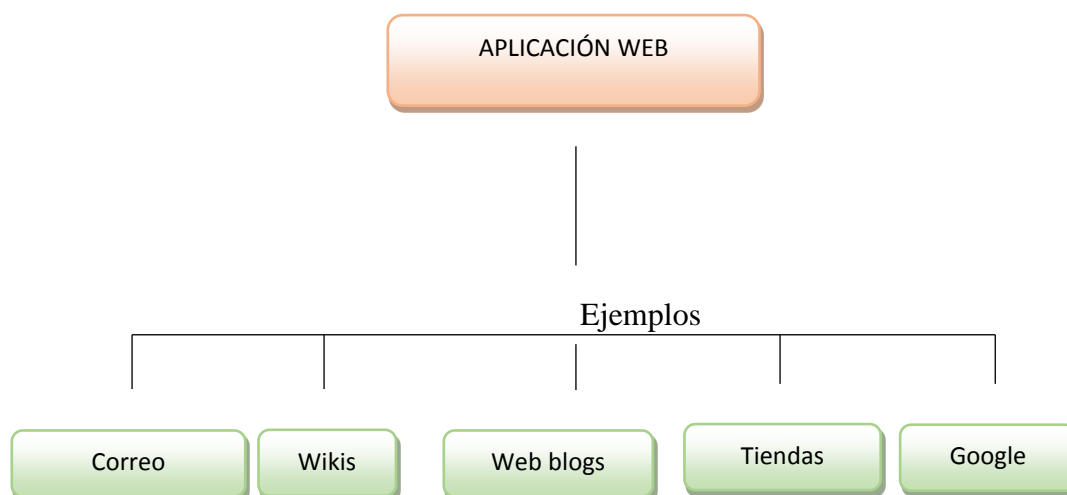 APLICACIÓN WEB
Ejemplos
Correo
Wikis
Web blogs
Tiendas
Google